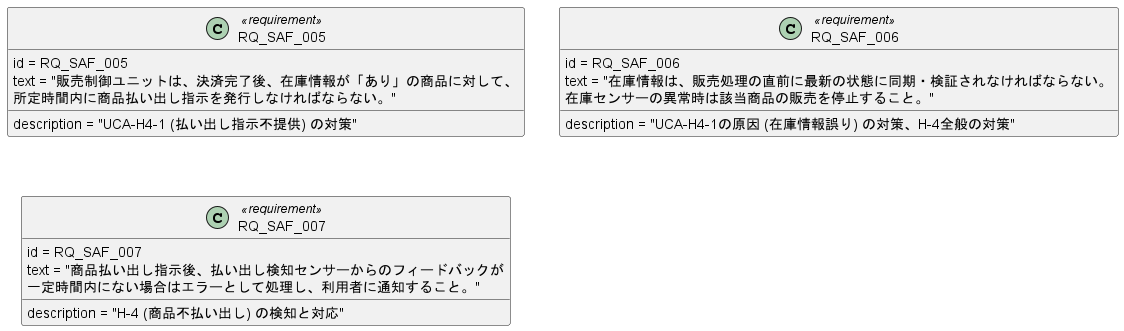 C
«requirement»
RQ_SAF_005
id = RQ_SAF_005
text = "販売制御ユニットは、決済完了後、在庫情報が「あり」の商品に対して、
所定時間内に商品払い出し指示を発行しなければならない。"
description = "UCA-H4-1 (払い出し指示不提供) の対策"
C
«requirement»
RQ_SAF_006
id = RQ_SAF_006
text = "在庫情報は、販売処理の直前に最新の状態に同期・検証されなければならない。
在庫センサーの異常時は該当商品の販売を停止すること。"
description = "UCA-H4-1の原因 (在庫情報誤り) の対策、H-4全般の対策"
C
«requirement»
RQ_SAF_007
id = RQ_SAF_007
text = "商品払い出し指示後、払い出し検知センサーからのフィードバックが
一定時間内にない場合はエラーとして処理し、利用者に通知すること。"
description = "H-4 (商品不払い出し) の検知と対応"